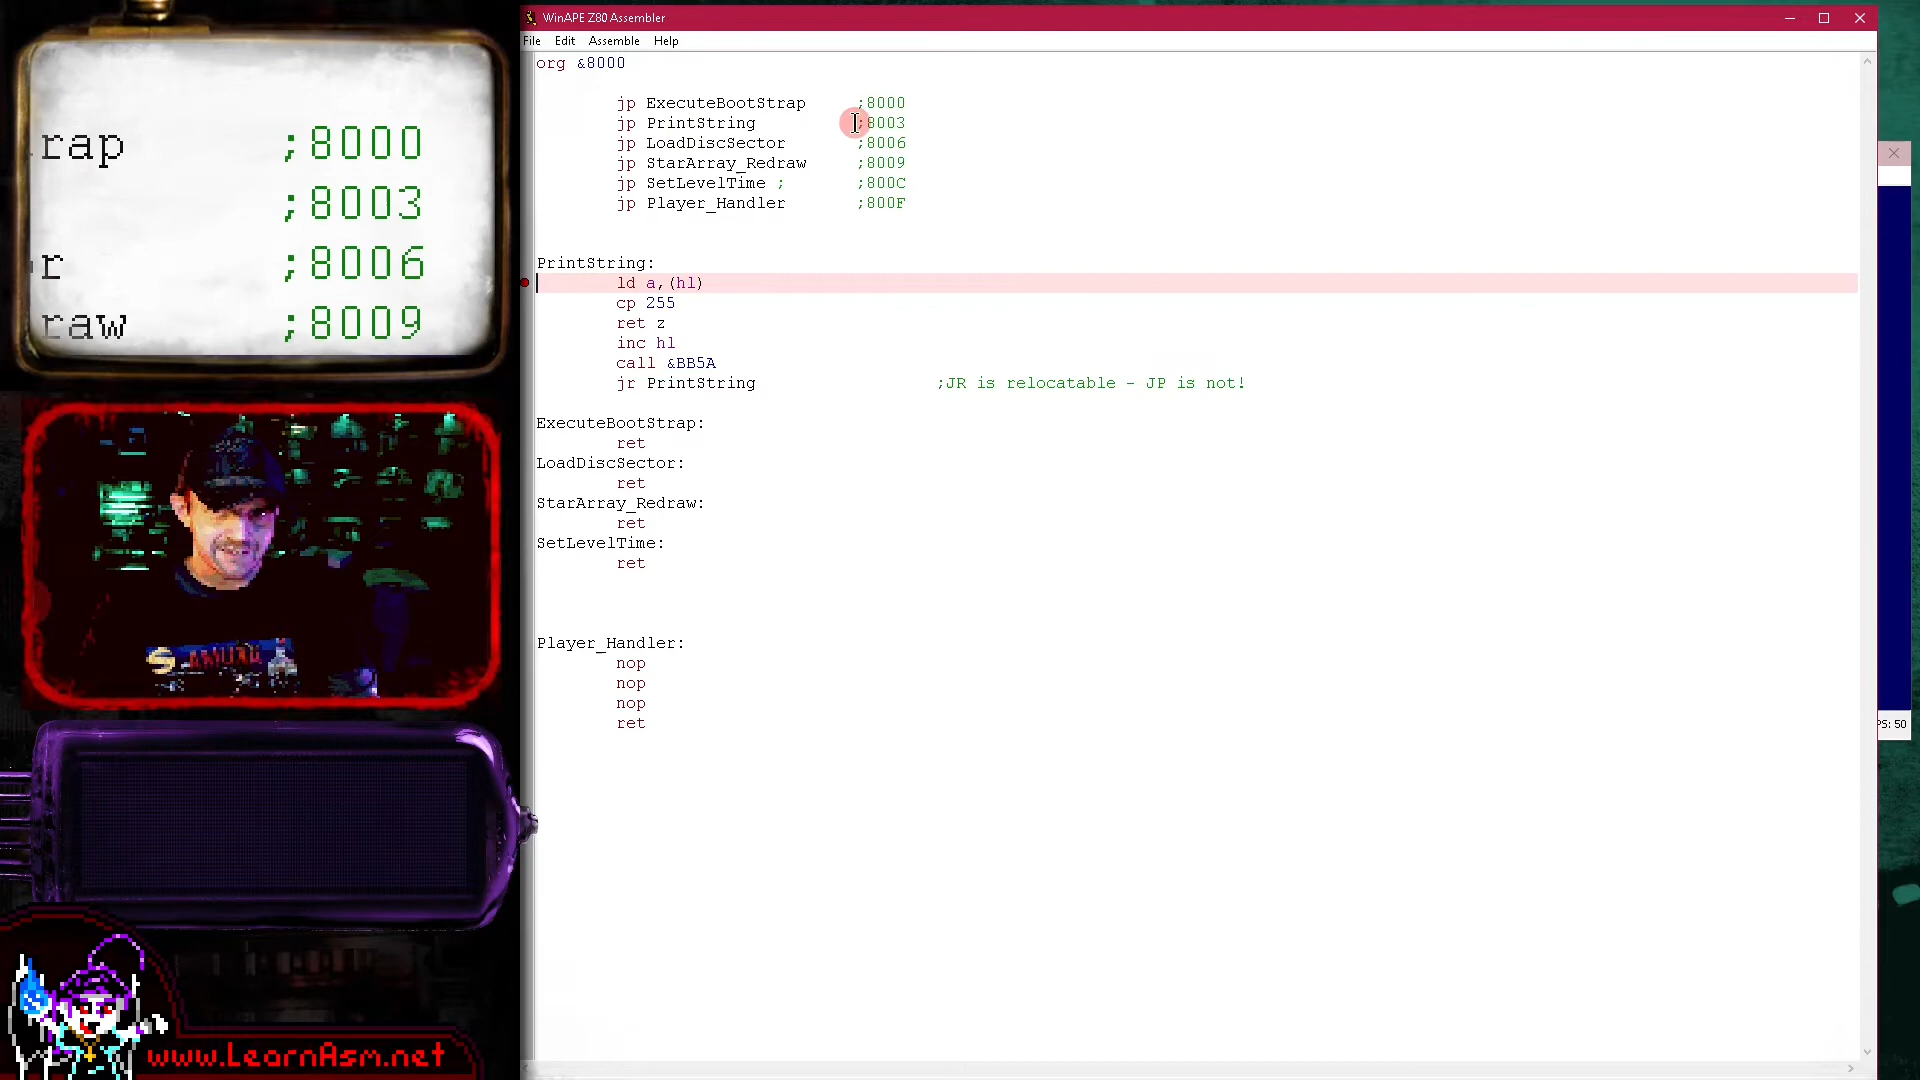 WinAPE Z80 Assembler
File Edit Assemble Help
org &8000
jp ExecuteBootStrap ;8000
jp PrintString ;8003
jp LoadDiscSector ;8006
jp StarArray_Redraw ;8009
jp SetLevelTime ; ;800C
jp Player_Handler ;800F
PrintString:
ld a,(hl)
cp 255
ret z
inc hl
call &BB5A
jr PrintString ;JR is relocatable - JP is not!
ExecuteBootStrap:
ret
LoadDiscSector:
ret
StarArray_Redraw:
ret
SetLevelTime:
ret
Player_Handler:
nop
nop
nop
ret
rap ;8000
;8003
r ;8006
raw ;8009
PS: 50
www.LearnAsm.net